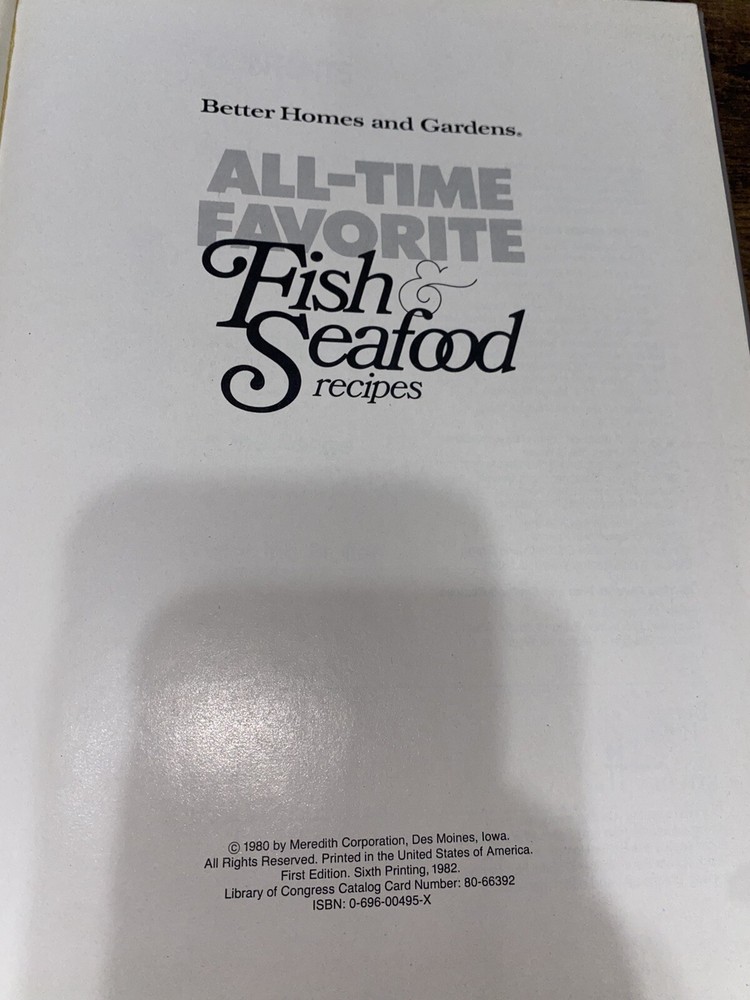 Better Homes and Gardens®
ALL-TIME
FAVORITE
Fish &
Seafood
recipes
© 1980 by Meredith Corporation, Des Moines, Iowa.
All Rights Reserved. Printed in the United States of America.
First Edition. Sixth Printing, 1982.
Library of Congress Catalog Card Number: 80-66392
ISBN: 0-696-00495-X